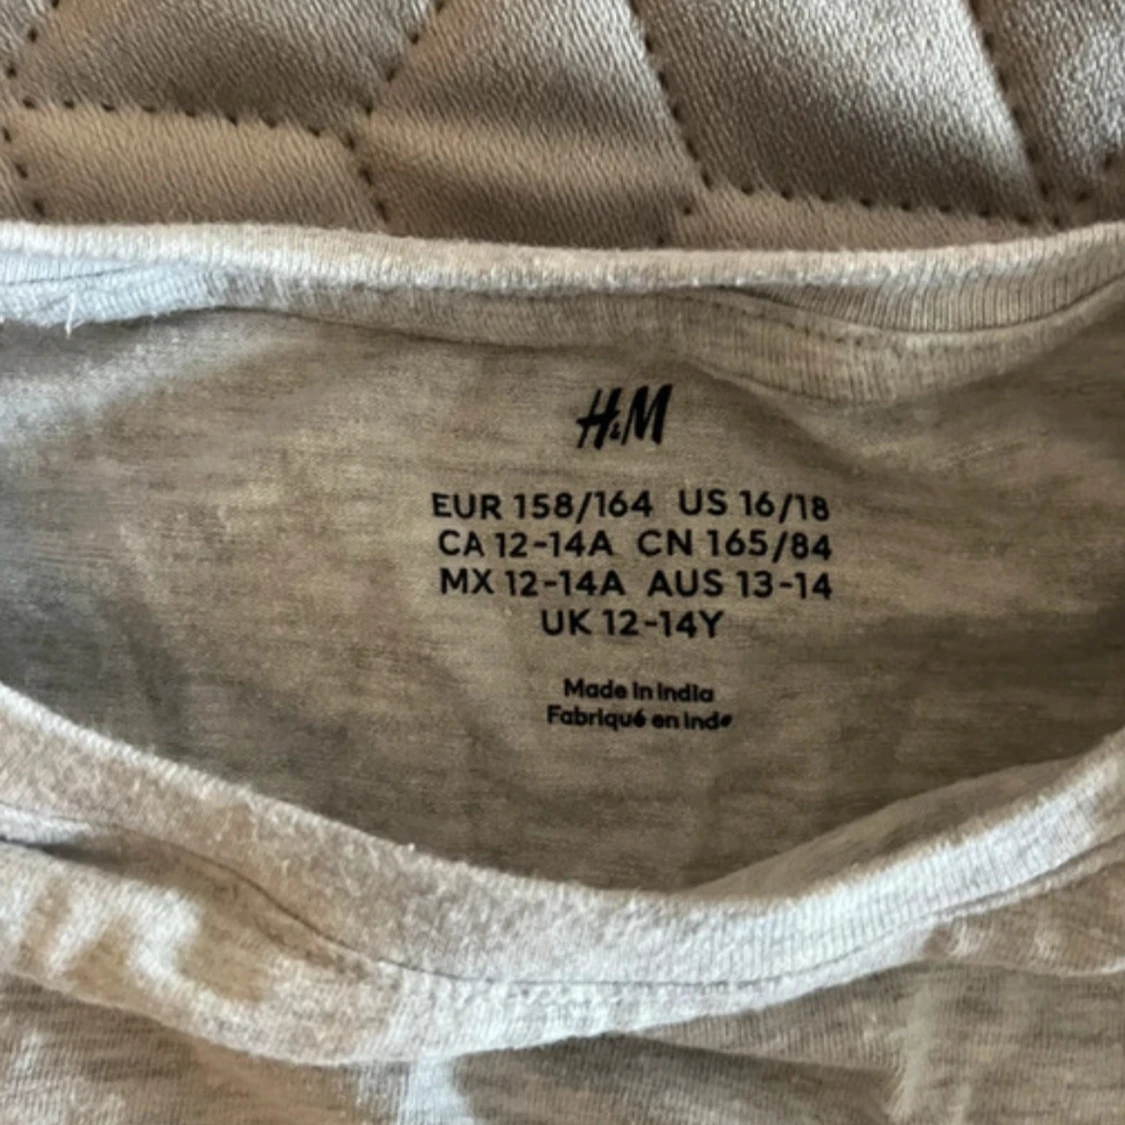 H&M
EUR 158/164 US 16/18
CA 12-14A CN 165/84
MX 12-14A AUS 13-14
UK 12-14Y
Made in India
Fabriqué en Inde